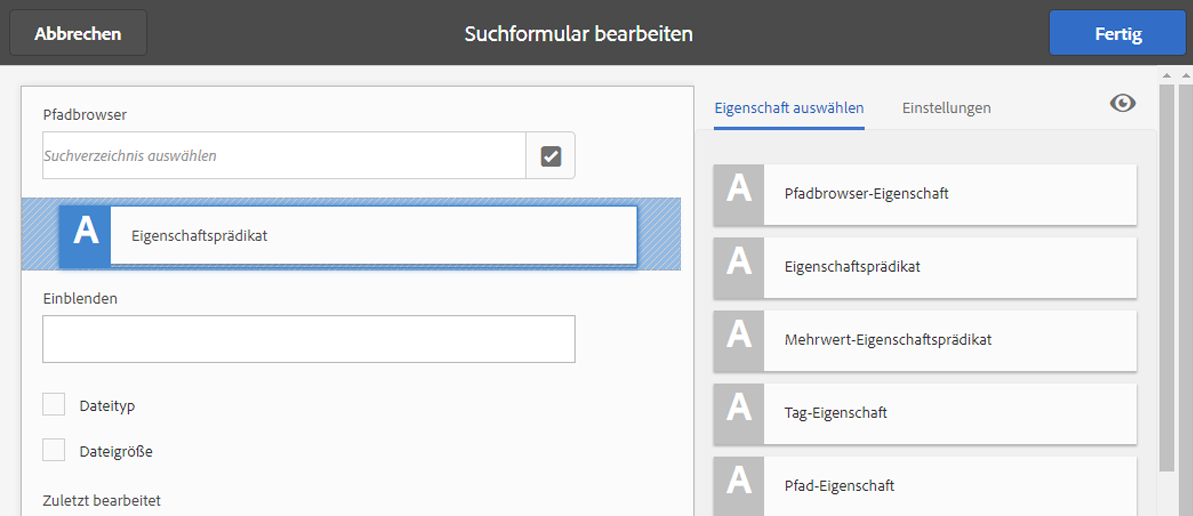 Abbrechen
Suchformular bearbeiten
Fertig
Pfadbrowser
Suchverzeichnis auswählen
A Eigenschaftsprädikat
Einblenden
Dateityp
Dateigröße
Zuletzt bearbeitet
Eigenschaft auswählen
Einstellungen
A Pfadbrowser-Eigenschaft
A Eigenschaftsprädikat
A Mehrwert-Eigenschaftsprädikat
A Tag-Eigenschaft
A Pfad-Eigenschaft